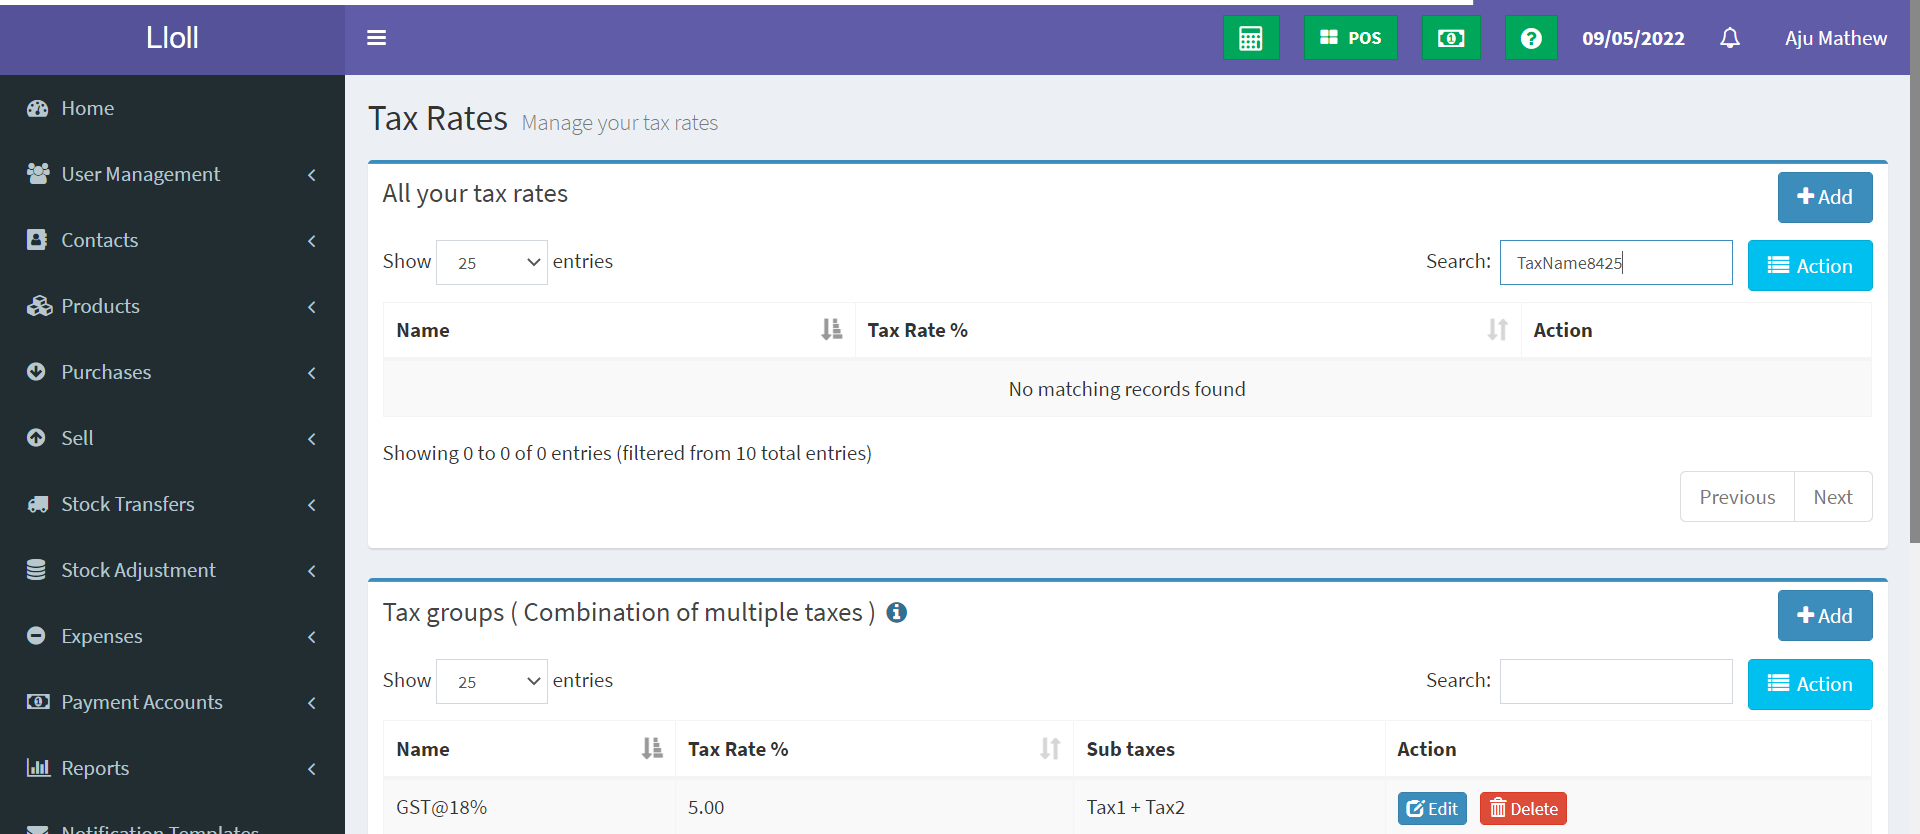 Lloll
POS
09/05/2022
Aju Mathew
Home
User Management
Contacts
Products
Purchases
Sell
Stock Transfers
Stock Adjustment
Expenses
Payment Accounts
Reports
Notification Templates
Tax Rates Manage your tax rates
All your tax rates
Add
Show 25 entries
Search: TaxName8425
Action
Name Tax Rate % Action
No matching records found
Showing 0 to 0 of 0 entries (filtered from 10 total entries)
Previous Next
Tax groups ( Combination of multiple taxes )
Add
Show 25 entries
Search:
Action
Name Tax Rate % Sub taxes Action
GST@18% 5.00 Tax1 + Tax2 Edit Delete